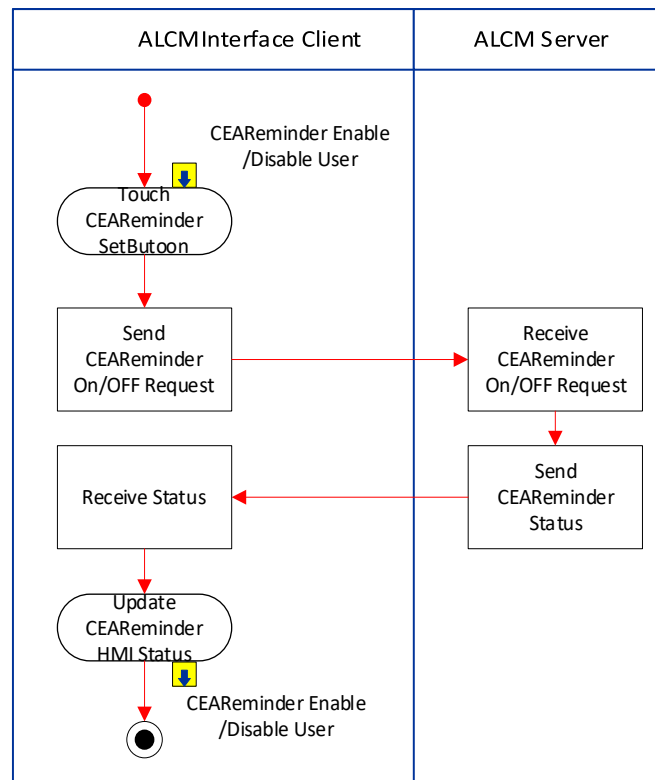 ALCMInterface Client
ALCM Server
CEAReminder Enable
/Disable User
Touch
CEAReminder
SetButoon
Send
CEAReminder
On/OFF Request
Receive
CEAReminder
On/OFF Request
Receive Status
Send
CEAReminder
Status
Update
CEAReminder
HMI Status
CEAReminder Enable
/Disable User